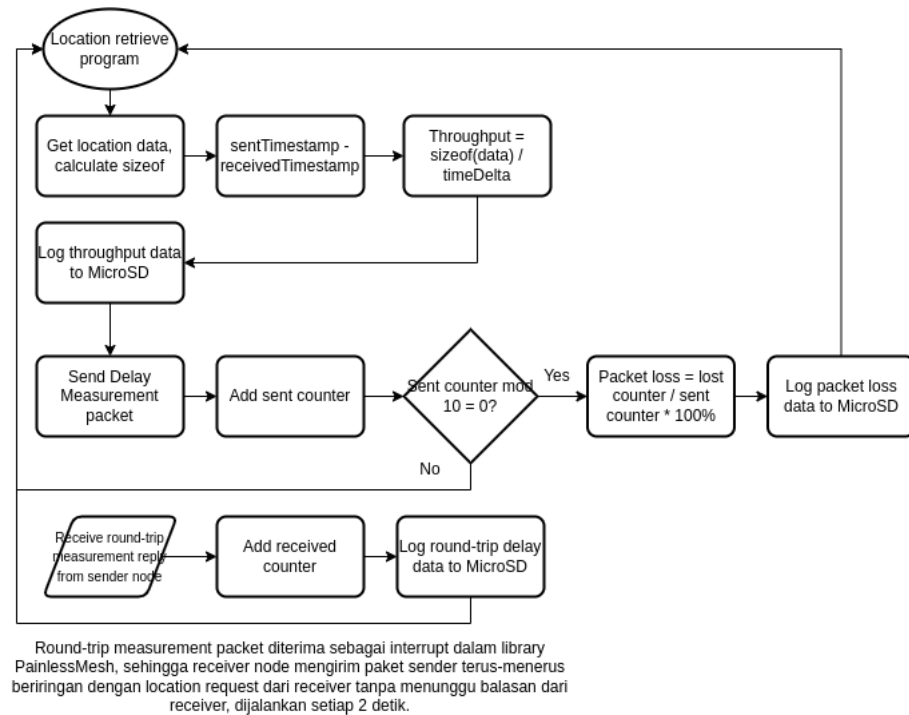 Location retrieve
program
Get location data,
calculate sizeof
sentTimestamp -
receivedTimestamp
Throughput =
sizeof(data) /
timeDelta
Log throughput data
to MicroSD
Send Delay
Measurement
packet
Add sent counter
Sent counter mod
10 = 0?
Yes
Packet loss = lost
counter / sent
counter * 100%
Log packet loss
data to MicroSD
No
Receive round-trip
measurement reply
from sender node
Add received
counter
Log round-trip delay
data to MicroSD
Round-trip measurement packet diterima sebagai interrupt dalam library
PainlessMesh, sehingga receiver node mengirim paket sender terus-menerus
beriringan dengan location request dari receiver tanpa menunggu balasan dari
receiver, dijalankan setiap 2 detik.